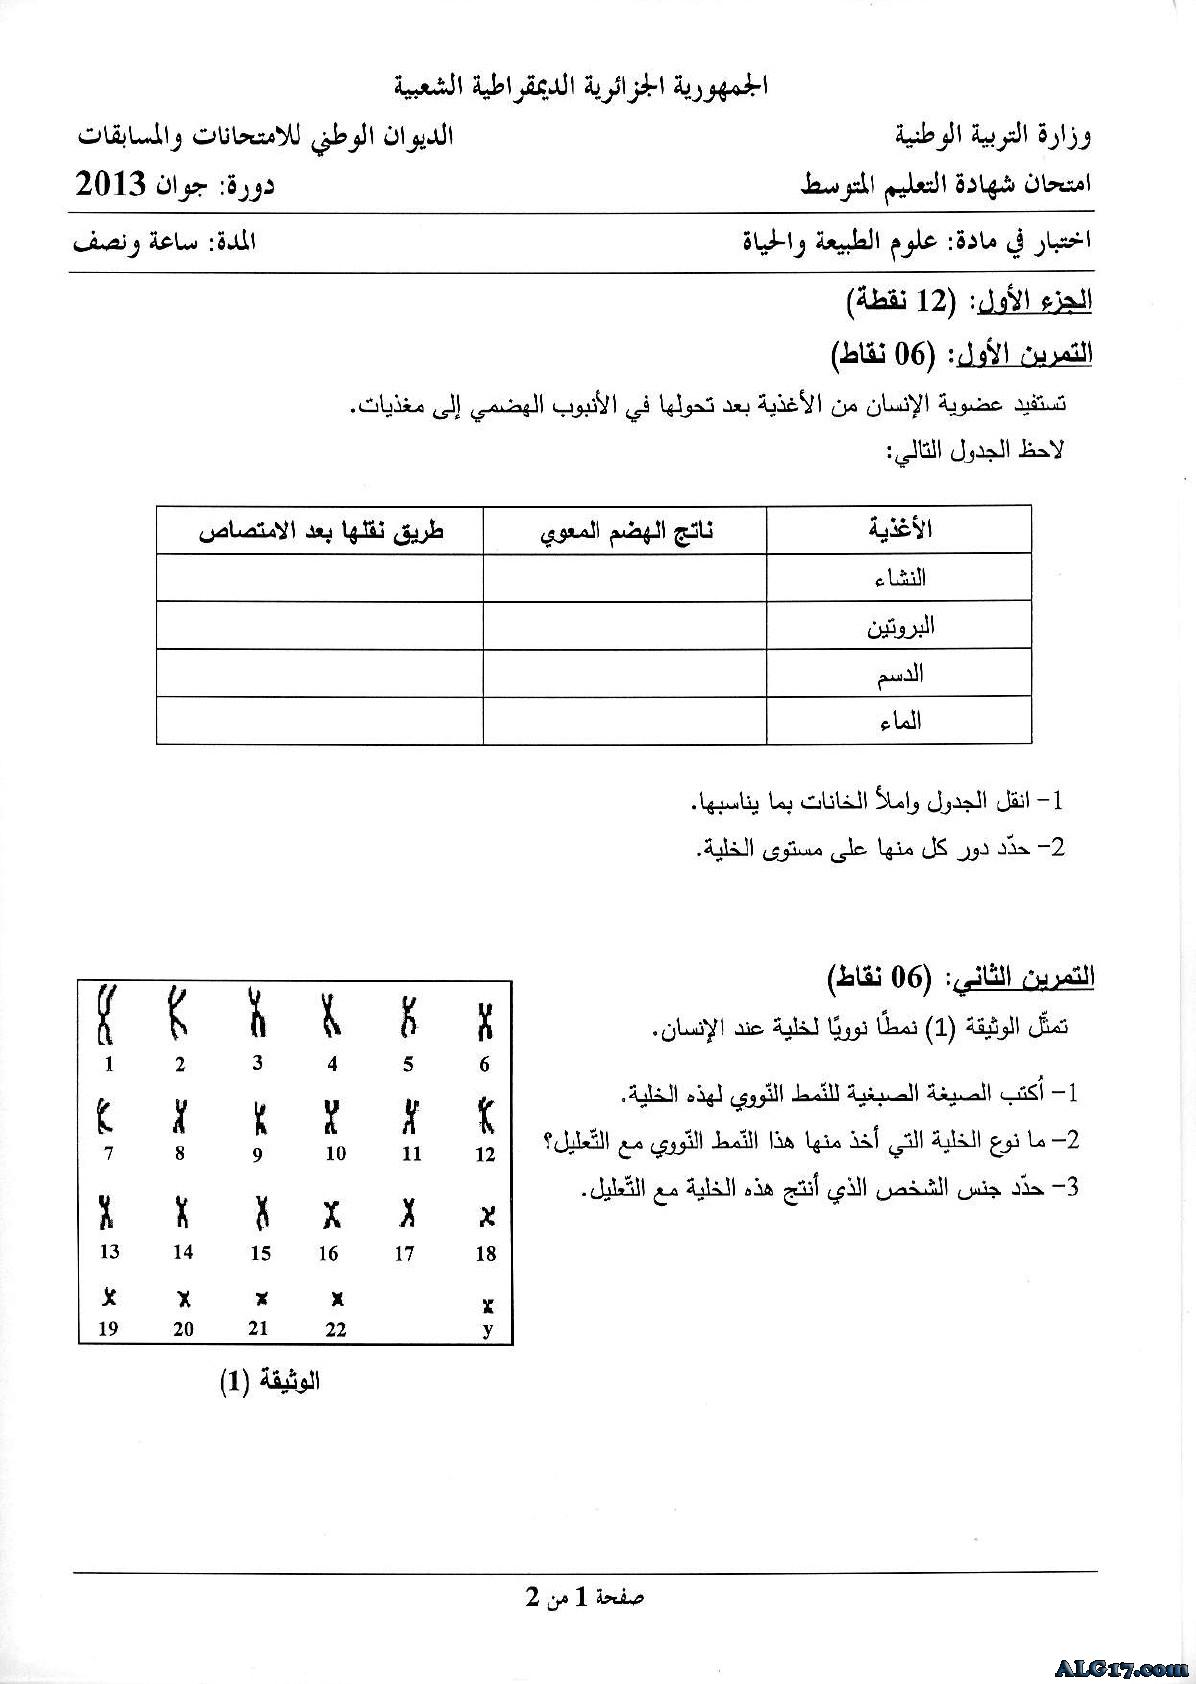 الجمهورية الجزائرية الديمقراطية الشعبية
وزارة التربية الوطنية الديوان الوطني للامتحانات والمسابقات
امتحان شهادة التعليم المتوسط دورة: جوان 2013
اختبار في مادة: علوم الطبيعة والحياة المدة: ساعة ونصف
الجزء الأول: (12 نقطة)
التمرين الأول: (06 نقاط)
تستفيد عضوية الإنسان من الأغذية بعد تحولها في الأنبوب الهضمي إلى مغذيات.
لاحظ الجدول التالي:
الأغذية ناتج الهضم المعوي طريق نقلها بعد الامتصاص
النشاء
البروتين
الدسم
الماء
1- انقل الجدول واملأ الخانات بما يناسبها.
2- حدّد دور كل منها على مستوى الخلية.
التمرين الثاني: (06 نقاط)
تمثّل الوثيقة (1) نمطًا نوويًا لخلية عند الإنسان.
1- أكتب الصيغة الصبغية للنّمط النّووي لهذه الخلية.
2- ما نوع الخلية التي أخذ منها هذا النّمط النّووي مع التّعليل؟
3- حدّد جنس الشخص الذي أنتج هذه الخلية مع التّعليل.
1 2 3 4 5 6
7 8 9 10 11 12
13 14 15 16 17 18
19 20 21 22 y
الوثيقة (1)
صفحة 1 من 2
ALG17.com